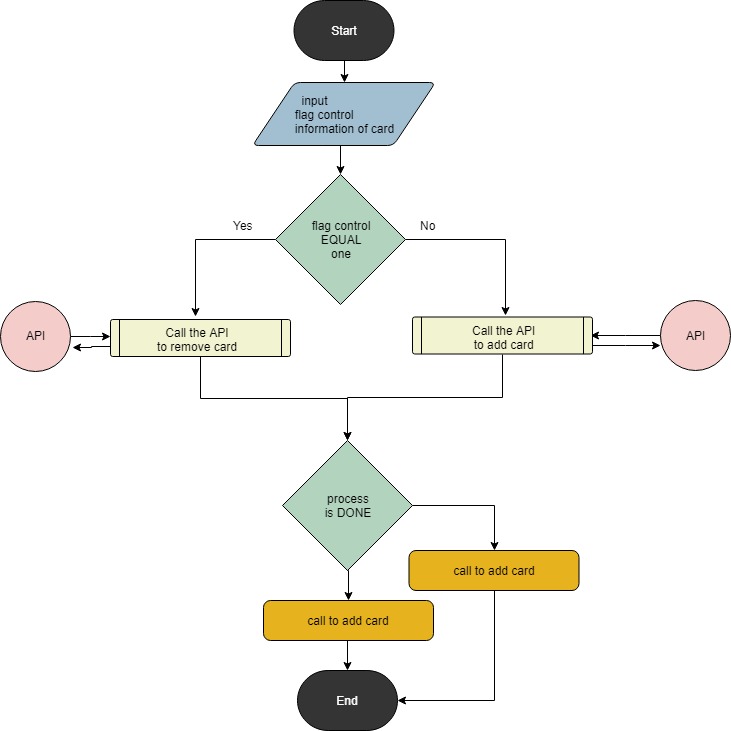 Start
input
flag control
information of card
flag control
EQUAL
one
Yes
No
API
Call the API
to remove card
Call the API
to add card
API
process
is DONE
call to add card
call to add card
End